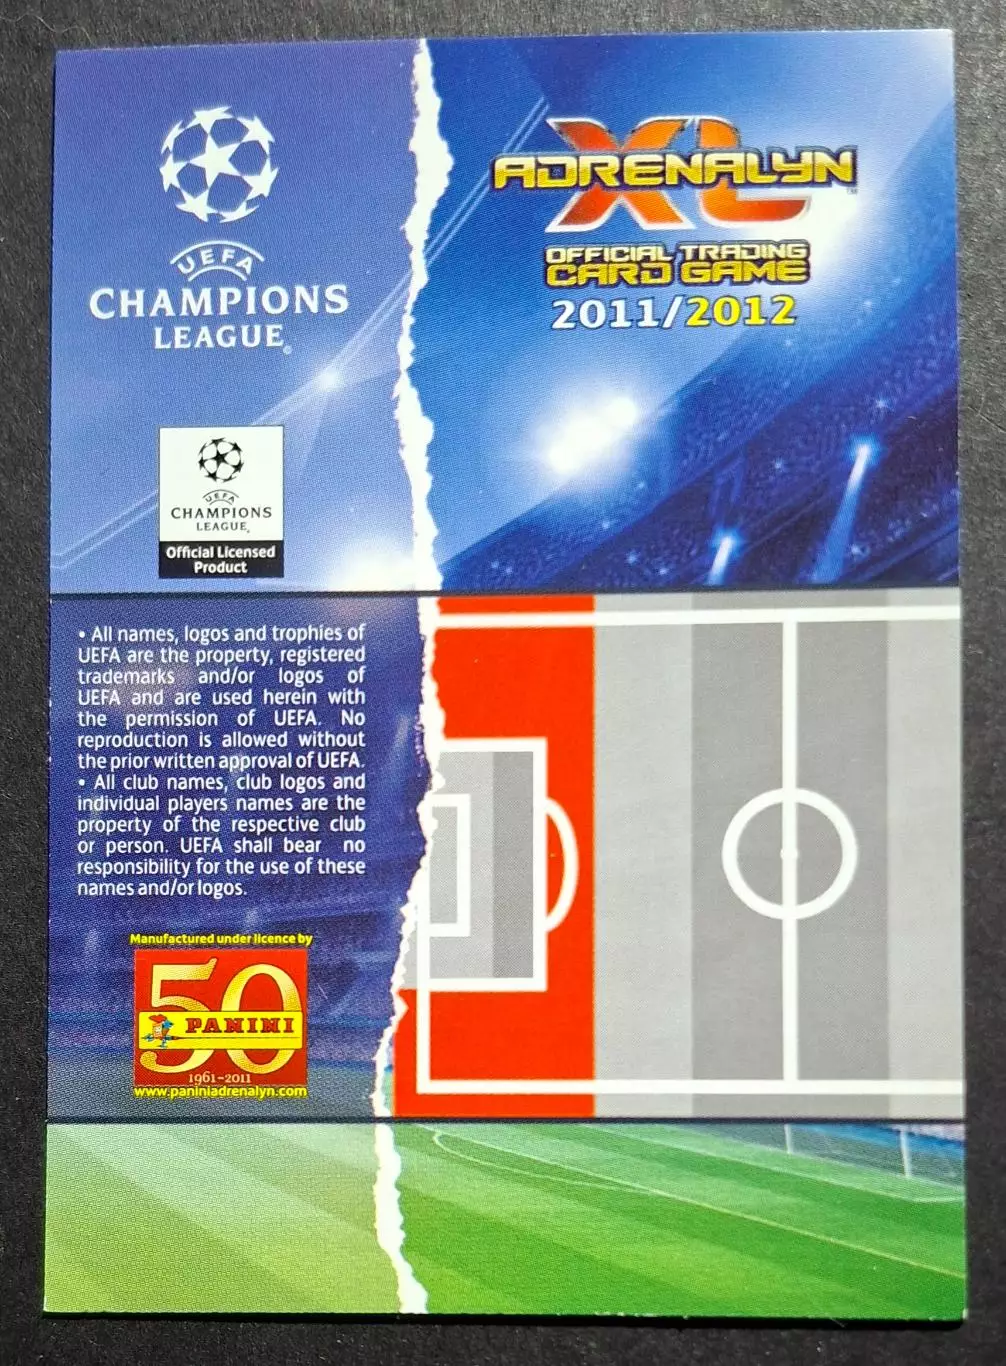 UEFA
CHAMPIONS
LEAGUE®
XL
ADRENALYN™
OFFICIAL TRADING
CARD GAME
2011/2012
UEFA
CHAMPIONS
LEAGUE®
Official Licensed
Product
• All names, logos and trophies of
UEFA are the property, registered
trademarks and/or logos of
UEFA and are used herein with
the permission of UEFA. No
reproduction is allowed without
the prior written approval of UEFA.
• All club names, club logos and
individual players names are the
property of the respective club
or person. UEFA shall bear no
responsibility for the use of these
names and/or logos.
Manufactured under licence by
50
PANINI
1961-2011
www.paniniadrenalyn.com